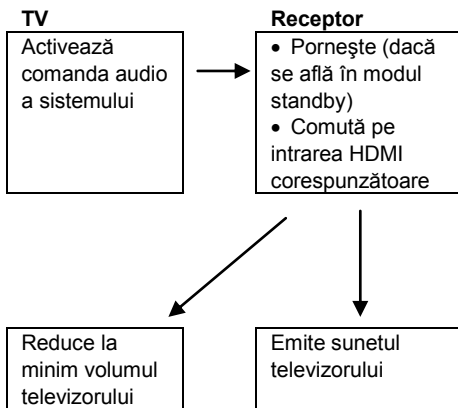 TV
Activează
comanda audio
a sistemului
Receptor
• Porneşte (dacă
se află în modul
standby)
• Comută pe
intrarea HDMI
corespunzătoare
Reduce la
minim volumul
televizorului
Emite sunetul
televizorului